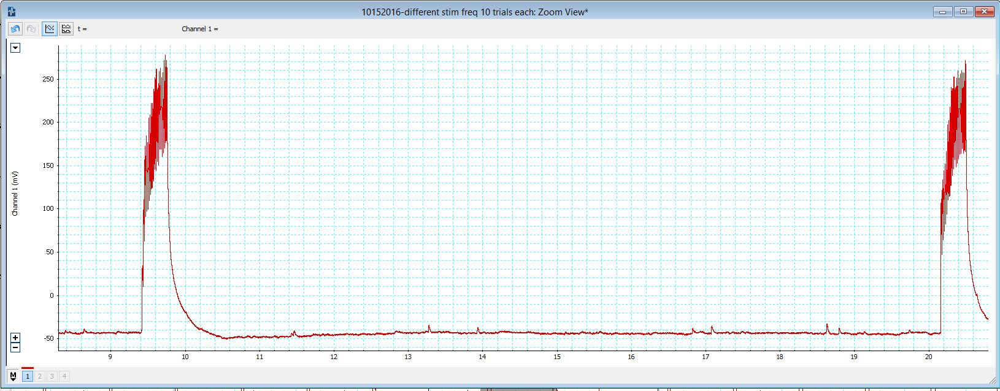 10152016-different stim freq 10 trials each: Zoom View*
t =
Channel 1 =
Channel 1 (mV)
250
200
150
100
50
0
-50
9 10 11 12 13 14 15 16 17 18 19 20
+
−
M 1 2 3 4